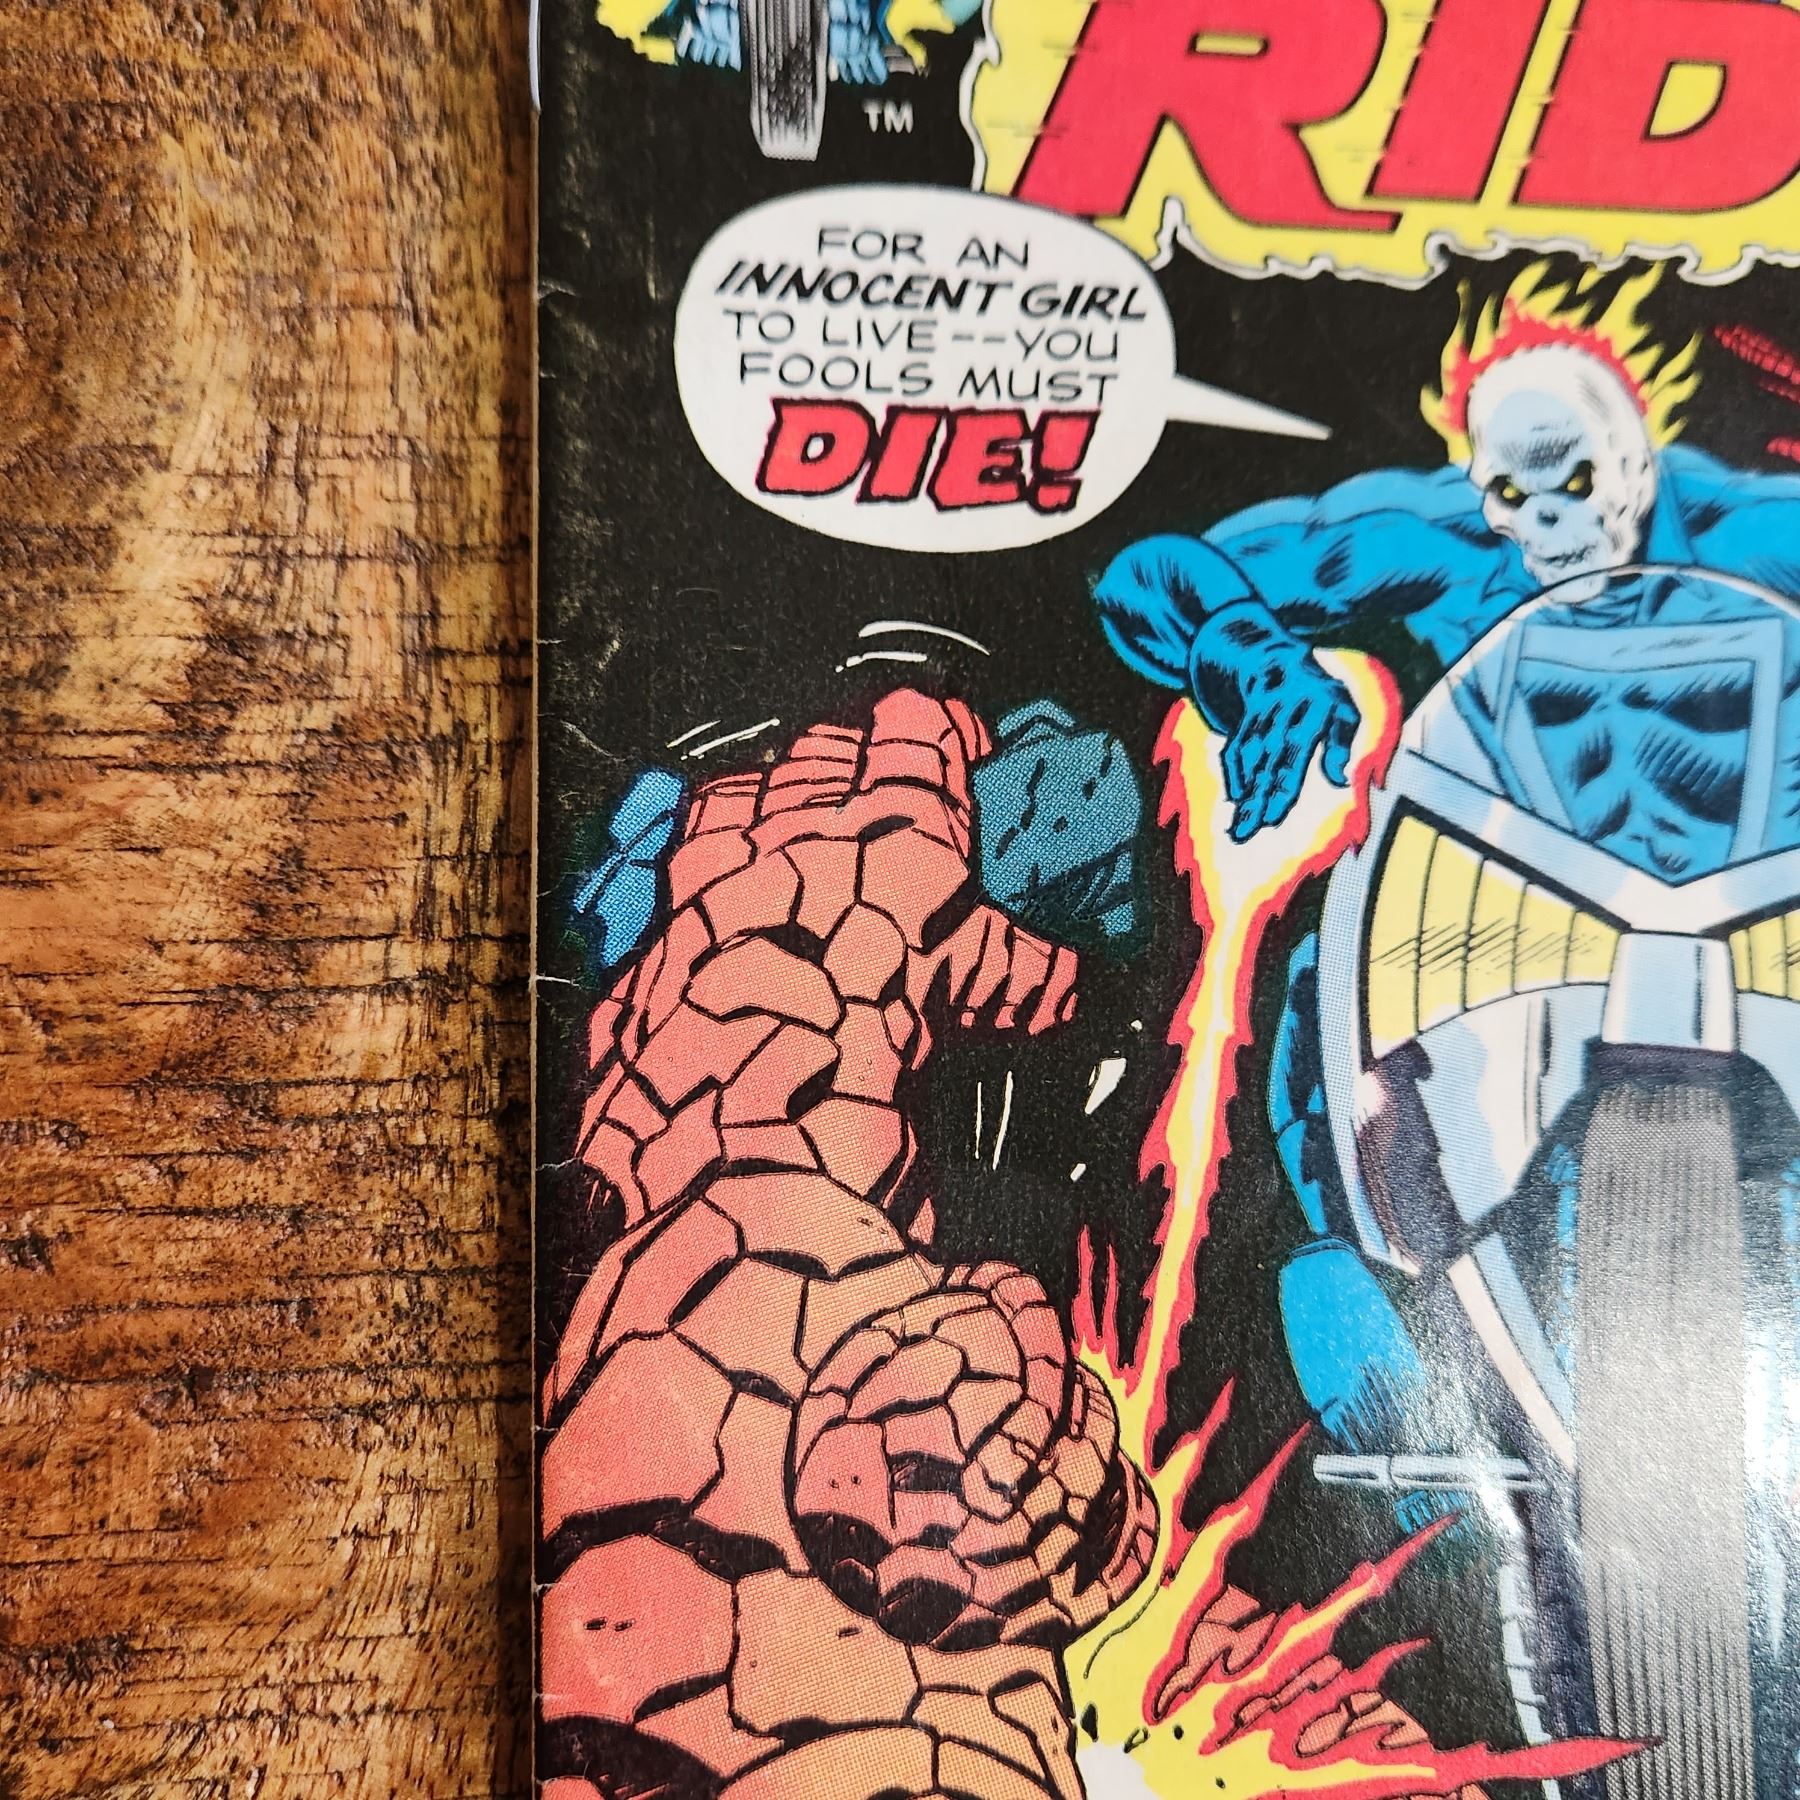 RID
TM
FOR AN
INNOCENT GIRL
TO LIVE--YOU
FOOLS MUST
DIE!